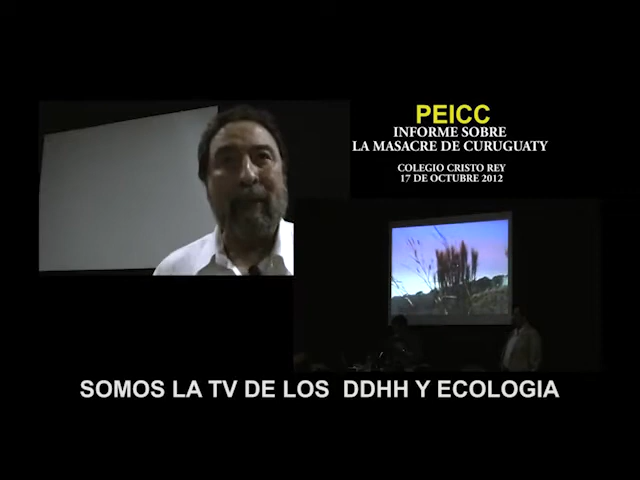 PEICC
INFORME SOBRE
LA MASACRE DE CURUGUATY
COLEGIO CRISTO REY
17 DE OCTUBRE 2012
SOMOS LA TV DE LOS DDHH Y ECOLOGIA